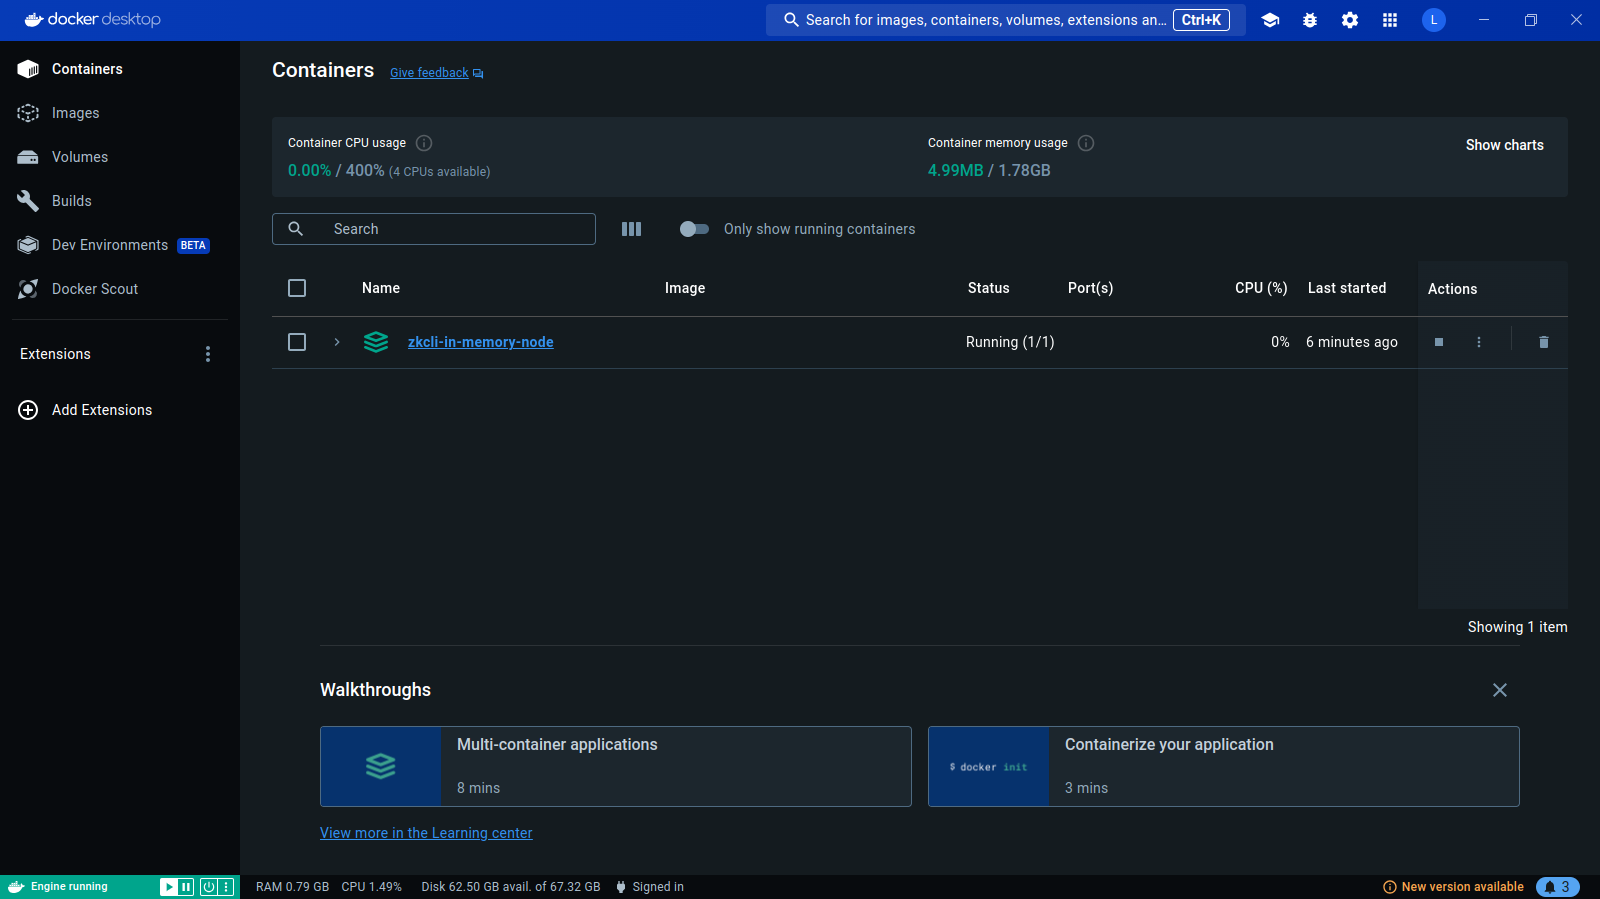 docker desktop
Search for images, containers, volumes, extensions an... Ctrl+K
L
Containers
Images
Volumes
Builds
Dev Environments BETA
Docker Scout
Extensions
Add Extensions
Containers Give feedback
Container CPU usage
0.00% / 400% (4 CPUs available)
Container memory usage
4.99MB / 1.78GB
Show charts
Search
Only show running containers
Name Image Status Port(s) CPU (%) Last started Actions
zkcli-in-memory-node Running (1/1) 0% 6 minutes ago
Showing 1 item
Walkthroughs
Multi-container applications
8 mins
$ docker init
Containerize your application
3 mins
View more in the Learning center
Engine running
RAM 0.79 GB CPU 1.49% Disk 62.50 GB avail. of 67.32 GB Signed in
New version available 3